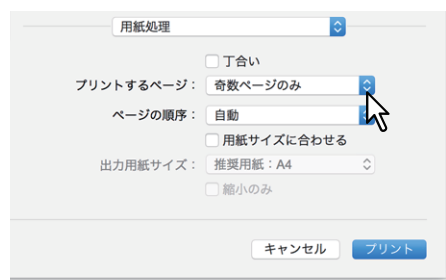 用紙処理
丁合い
プリントするページ： 奇数ページのみ
ページの順序： 自動
用紙サイズに合わせる
出力用紙サイズ： 推奨用紙：A4
縮小のみ
キャンセル プリント